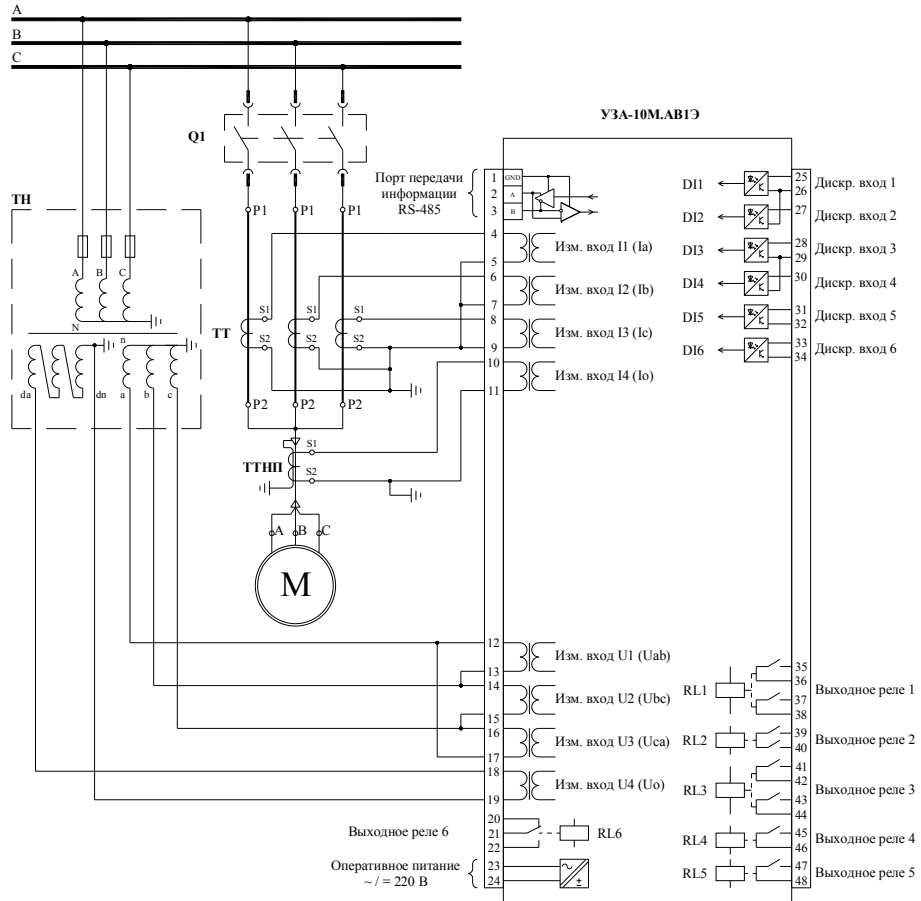 A
B
C
УЗА-10М.АВ1Э
Q1
ТН
A B C
N
n
da dn a b c
P1 P1 P1
ТТ
S1 S1 S1
S2 S2 S2
P2 P2 P2
ТТНП
S1
S2
A B C
M
Порт передачи
информации
RS-485
1 GND
2 A
3 B
4
Изм. вход I1 (Ia)
5
6
Изм. вход I2 (Ib)
7
8
Изм. вход I3 (Ic)
9
10
Изм. вход I4 (Io)
11
12
Изм. вход U1 (Uab)
13
14
Изм. вход U2 (Ubc)
15
16
Изм. вход U3 (Uca)
17
18
Изм. вход U4 (Uo)
19
Выходное реле 6
20
21
22
RL6
Оперативное питание
~ / = 220 В
23
24
~
±
DI1
25
26
Дискр. вход 1
DI2
27
Дискр. вход 2
DI3
28
29
Дискр. вход 3
DI4
30
Дискр. вход 4
DI5
31
32
Дискр. вход 5
DI6
33
34
Дискр. вход 6
RL1
35
36
37
38
Выходное реле 1
RL2
39
40
Выходное реле 2
RL3
41
42
43
44
Выходное реле 3
RL4
45
46
Выходное реле 4
RL5
47
48
Выходное реле 5